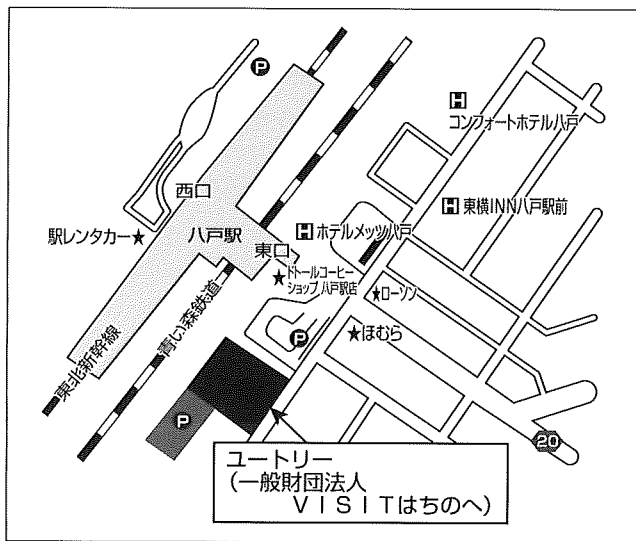 P
H
コンフォートホテル八戸
西口
H 東横INN八戸駅前
駅レンタカー★
八戸駅
H ホテルメッツ八戸
東口
★ドトールコーヒー
ショップ 八戸駅店
★ローソン
P
★ほむら
青い森鉄道
東北新幹線
P
20
ユートリー
(一般財団法人
VISITはちのへ)